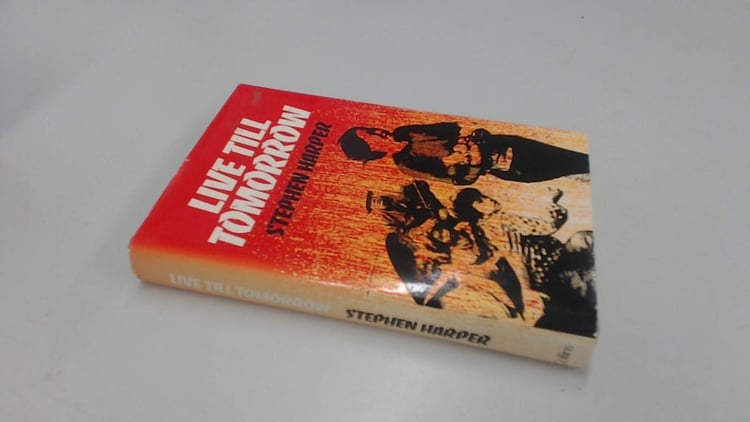 LIVE TILL
TOMORROW
STEPHEN HARPER
LIVE TILL TOMORROW STEPHEN HARPER